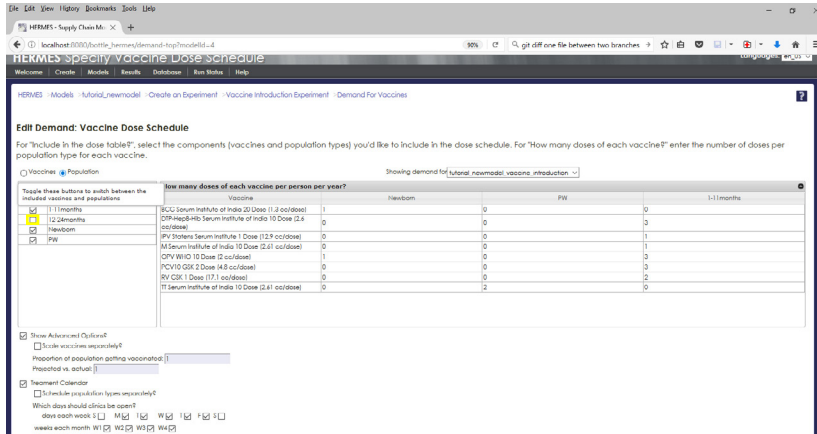 File Edit View History Bookmarks Tools Help
HERMES - Supply Chain Mo
localhost:8080/bottle_hermes/demand-top?modelId=4 90% git diff one file between two branches
HERMES Specify Vaccine Dose Schedule Languages: en_US
Welcome Create Models Results Database Run Status Help
HERMES Models tutorial_newmodel Create an Experiment Vaccine Introduction Experiment Demand For Vaccines ?
Edit Demand: Vaccine Dose Schedule
For "Include in the dose table?", select the components (vaccines and population types) you'd like to include in the dose schedule. For "How many doses of each vaccine?" enter the number of doses per
population type for each vaccine.
Vaccines Population Showing demand for tutorial_newmodel_vaccine_introduction
Toggle these buttons to switch between the
included vaccines and populations
How many doses of each vaccine per person per year?
Vaccine Newborn PW 1-11months
1-11months BCG Serum Institute of India 20 Dose (1.3 cc/dose) 1 0 0
12-24months DTP-HepB-Hib Serum Institute of India 10 Dose (2.6
cc/dose) 0 0 3
Newborn IPV Statens Serum Institute 1 Dose (12.9 cc/dose) 0 0 1
PW M Serum Institute of India 10 Dose (2.61 cc/dose) 0 0 1
OPV WHO 10 Dose (2 cc/dose) 1 0 3
PCV10 GSK 2 Dose (4.8 cc/dose) 0 0 3
RV GSK 1 Dose (17.1 cc/dose) 0 0 2
TT Serum Institute of India 10 Dose (2.61 cc/dose) 0 2 0
Show Advanced Options?
Scale vaccines separately?
Proportion of population getting vaccinated: 1
Projected vs. actual: 1
Treament Calendar
Schedule population types separately?
Which days should clinics be open?
days each week S M T W T F S
weeks each month W1 W2 W3 W4